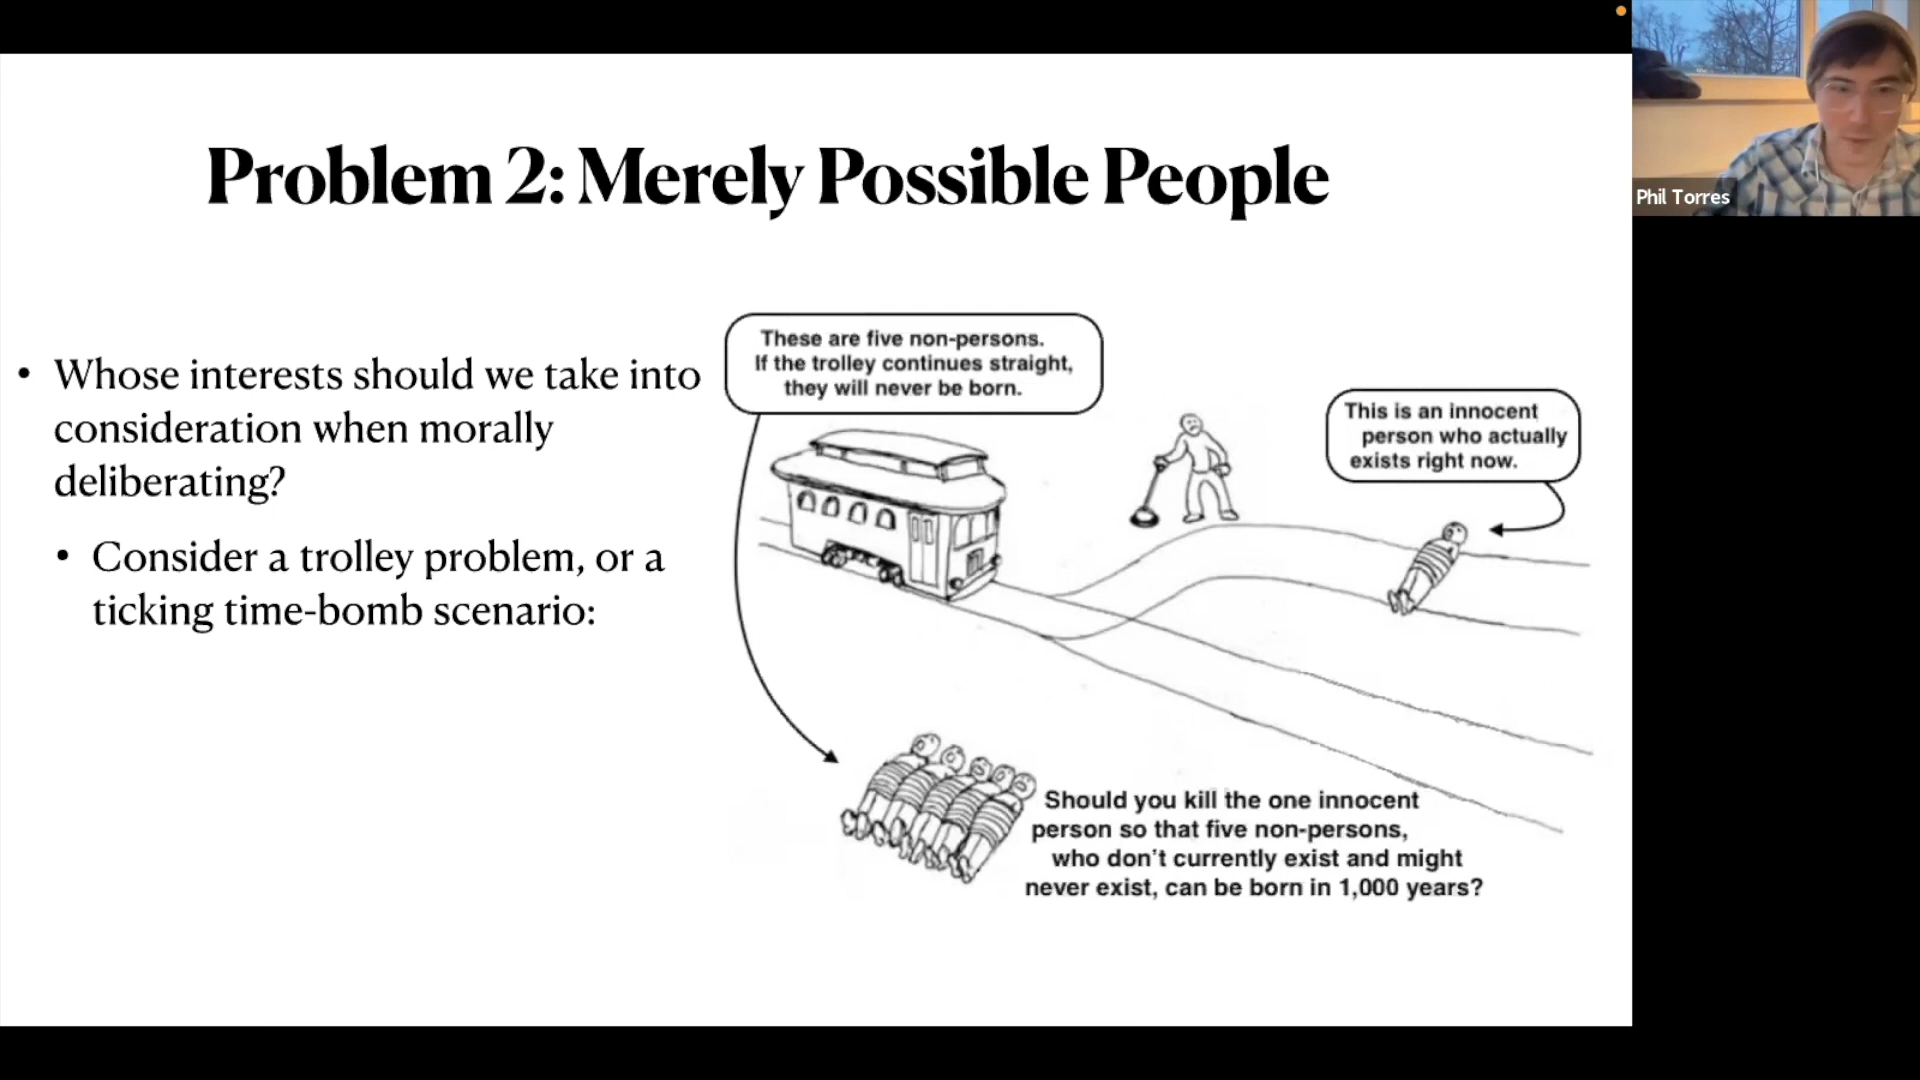 Problem 2: Merely Possible People
• Whose interests should we take into
consideration when morally
deliberating?
• Consider a trolley problem, or a
ticking time-bomb scenario:
These are five non-persons.
If the trolley continues straight,
they will never be born.
This is an innocent
person who actually
exists right now.
Should you kill the one innocent
person so that five non-persons,
who don't currently exist and might
never exist, can be born in 1,000 years?
Phil Torres